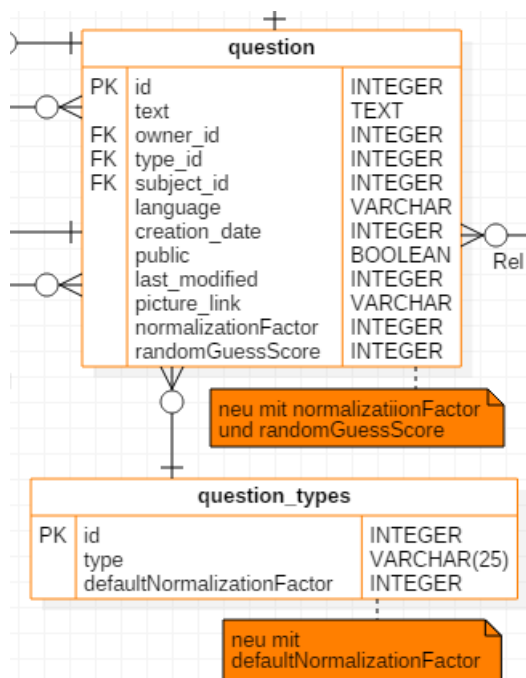 question
PK id INTEGER
text TEXT
FK owner_id INTEGER
FK type_id INTEGER
FK subject_id INTEGER
language VARCHAR
creation_date INTEGER
public BOOLEAN
last_modified INTEGER
picture_link VARCHAR
normalizationFactor INTEGER
randomGuessScore INTEGER
Rel
neu mit normalizatiionFactor
und randomGuessScore
question_types
PK id INTEGER
type VARCHAR(25)
defaultNormalizationFactor INTEGER
neu mit
defaultNormalizationFactor